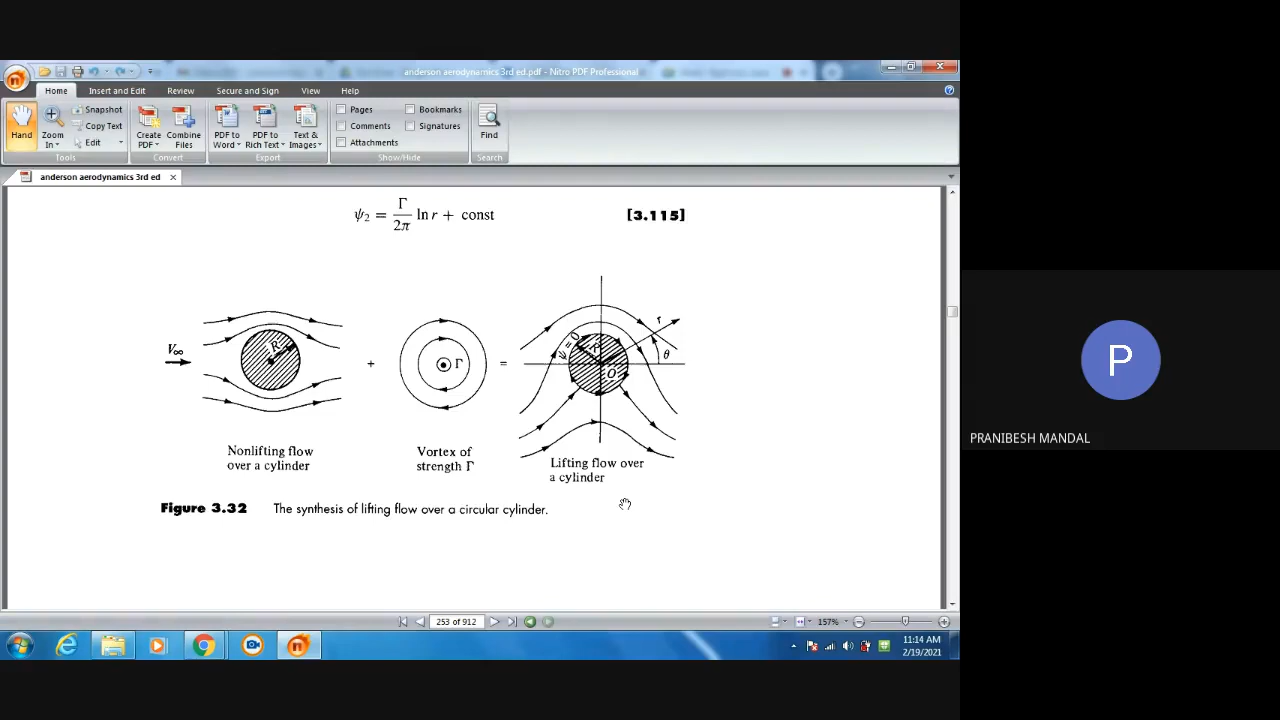 anderson aerodynamics 3rd ed.pdf - Nitro PDF Professional
Home Insert and Edit Review Secure and Sign View Help
Hand
Zoom In
Snapshot
Copy Text
Edit
Tools
Create PDF
Combine Files
Convert
PDF to Word
PDF to Rich Text
Text & Images
Export
Pages
Comments
Attachments
Bookmarks
Signatures
Show/Hide
Find
Search
anderson aerodynamics 3rd ed
ψ₂ = Γ/2π ln r + const [3.115]
V∞
R
+
Γ
=
ψ = 0
R
r
θ
O
Nonlifting flow
over a cylinder
Vortex of
strength Γ
Lifting flow over
a cylinder
Figure 3.32 The synthesis of lifting flow over a circular cylinder.
253 of 912
157%
11:14 AM
2/19/2021
P
PRANIBESH MANDAL